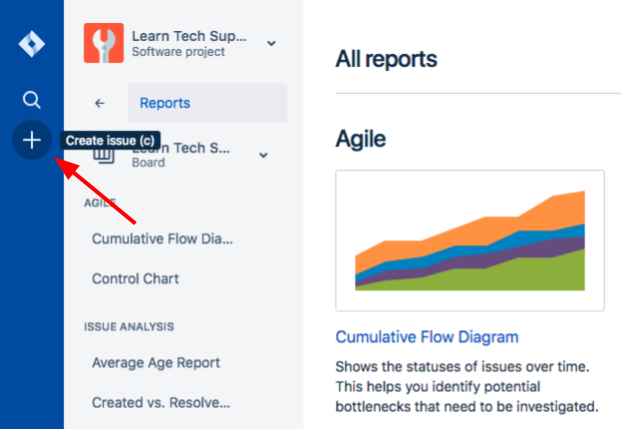 Learn Tech Sup...
Software project
Reports
Create issue (c)
Learn Tech S...
Board
AGILE
Cumulative Flow Dia...
Control Chart
ISSUE ANALYSIS
Average Age Report
Created vs. Resolve...
All reports
Agile
Cumulative Flow Diagram
Shows the statuses of issues over time.
This helps you identify potential
bottlenecks that need to be investigated.